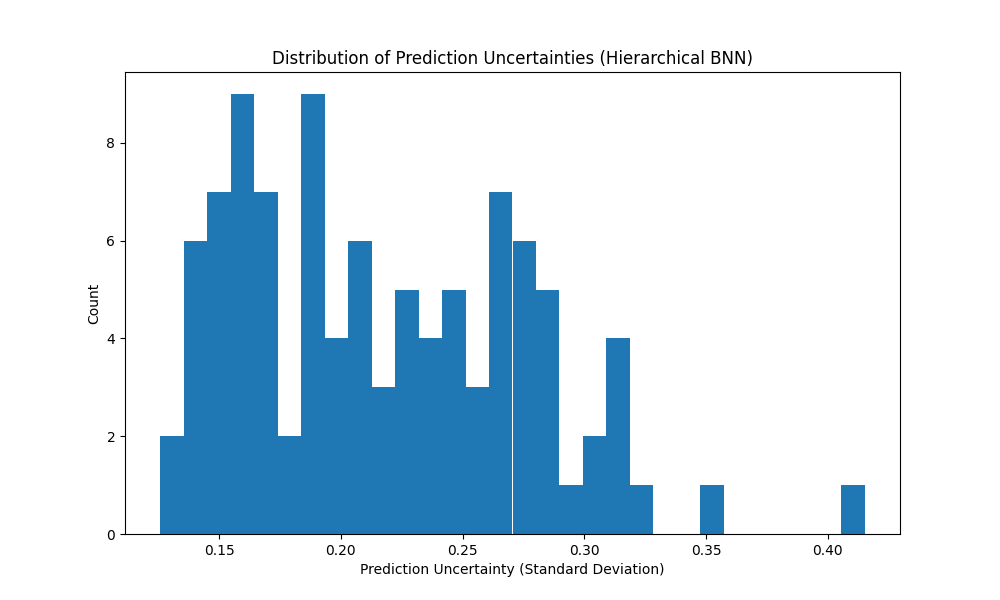 Distribution of Prediction Uncertainties (Hierarchical BNN)
8
6
4
2
0
Count
0.15 0.20 0.25 0.30 0.35 0.40
Prediction Uncertainty (Standard Deviation)